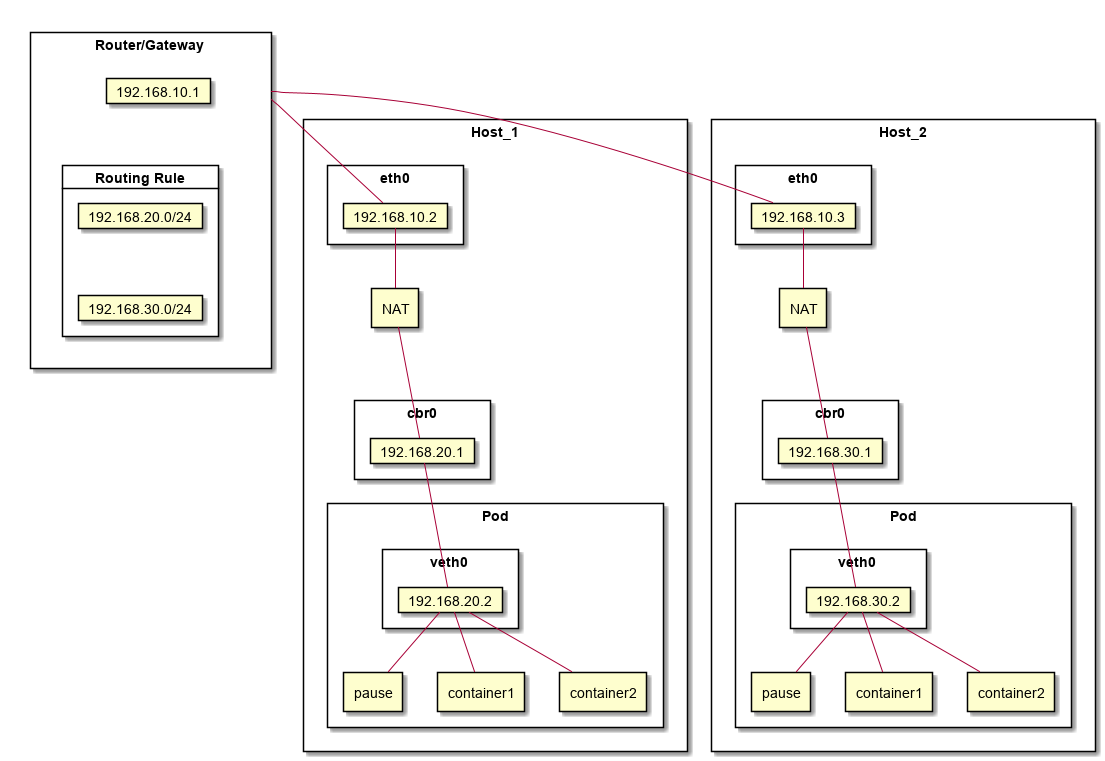 Router/Gateway
192.168.10.1
Routing Rule
192.168.20.0/24
192.168.30.0/24
Host_1
eth0
192.168.10.2
NAT
cbr0
192.168.20.1
Pod
veth0
192.168.20.2
pause
container1
container2
Host_2
eth0
192.168.10.3
NAT
cbr0
192.168.30.1
Pod
veth0
192.168.30.2
pause
container1
container2